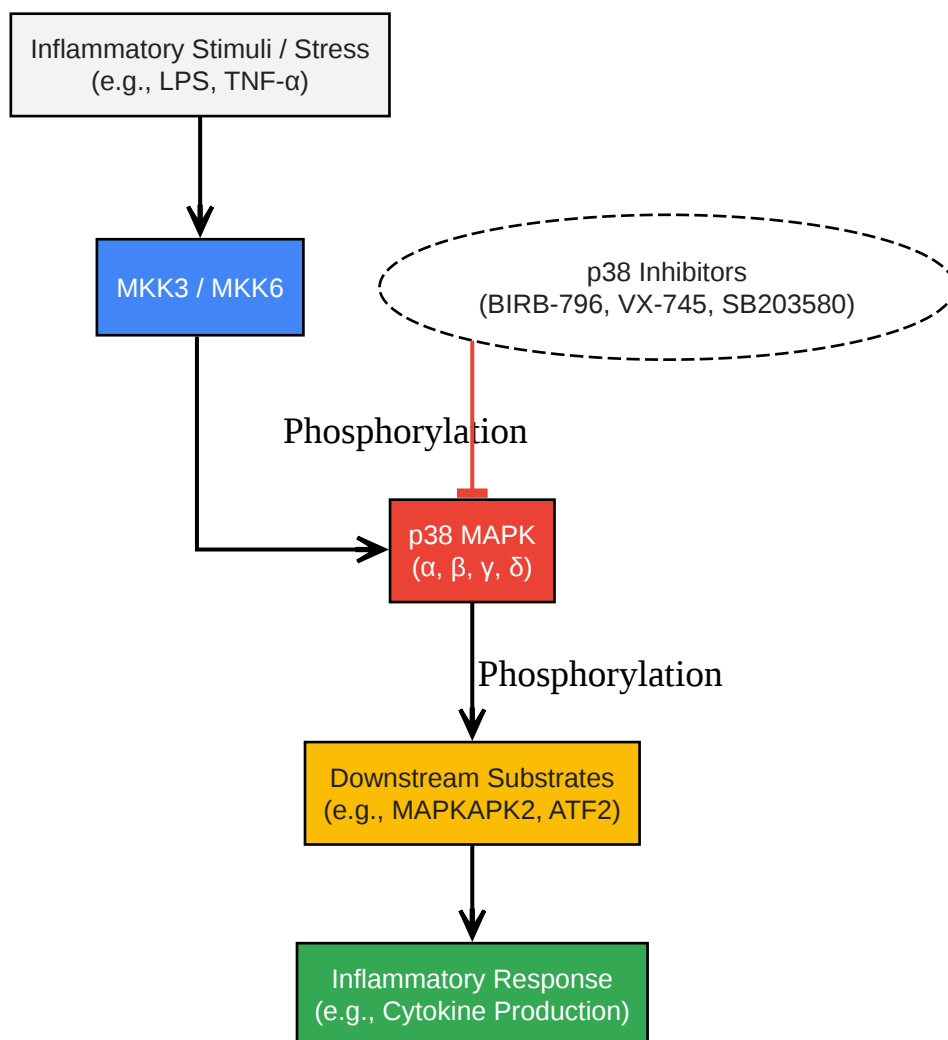 Inflammatory Stimuli / Stress
(e.g., LPS, TNF-α)
MKK3 / MKK6
p38 Inhibitors
(BIRB-796, VX-745, SB203580)
Phosphorylation
p38 MAPK
(α, β, γ, δ)
Phosphorylation
Downstream Substrates
(e.g., MAPKAPK2, ATF2)
Inflammatory Response
(e.g., Cytokine Production)